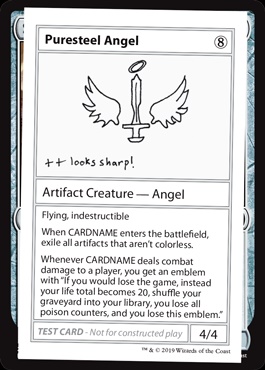 Puresteel Angel 8
++ looks sharp!
Artifact Creature — Angel
Flying, indestructible
When CARDNAME enters the battlefield,
exile all artifacts that aren't colorless.
Whenever CARDNAME deals combat
damage to a player, you get an emblem
with "If you would lose the game, instead
your life total becomes 20, shuffle your
graveyard into your library, you lose all
poison counters, and you lose this emblem."
TEST CARD - Not for constructed play 4/4
™ & © 2019 Wizards of the Coast